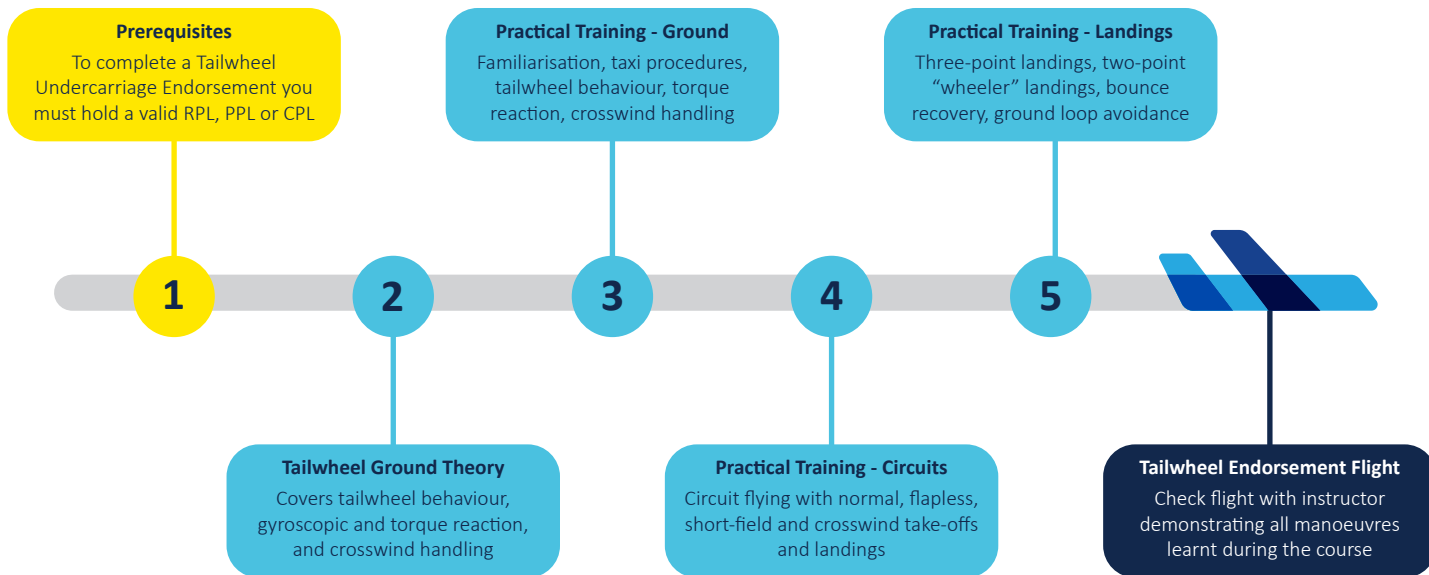 Prerequisites
To complete a Tailwheel
Undercarriage Endorsement you
must hold a valid RPL, PPL or CPL
Practical Training - Ground
Familiarisation, taxi procedures,
tailwheel behaviour, torque
reaction, crosswind handling
Practical Training - Landings
Three-point landings, two-point
“wheeler” landings, bounce
recovery, ground loop avoidance
1
2
3
4
5
Tailwheel Ground Theory
Covers tailwheel behaviour,
gyroscopic and torque reaction,
and crosswind handling
Practical Training - Circuits
Circuit flying with normal, flapless,
short-field and crosswind take-offs
and landings
Tailwheel Endorsement Flight
Check flight with instructor
demonstrating all manoeuvres
learnt during the course